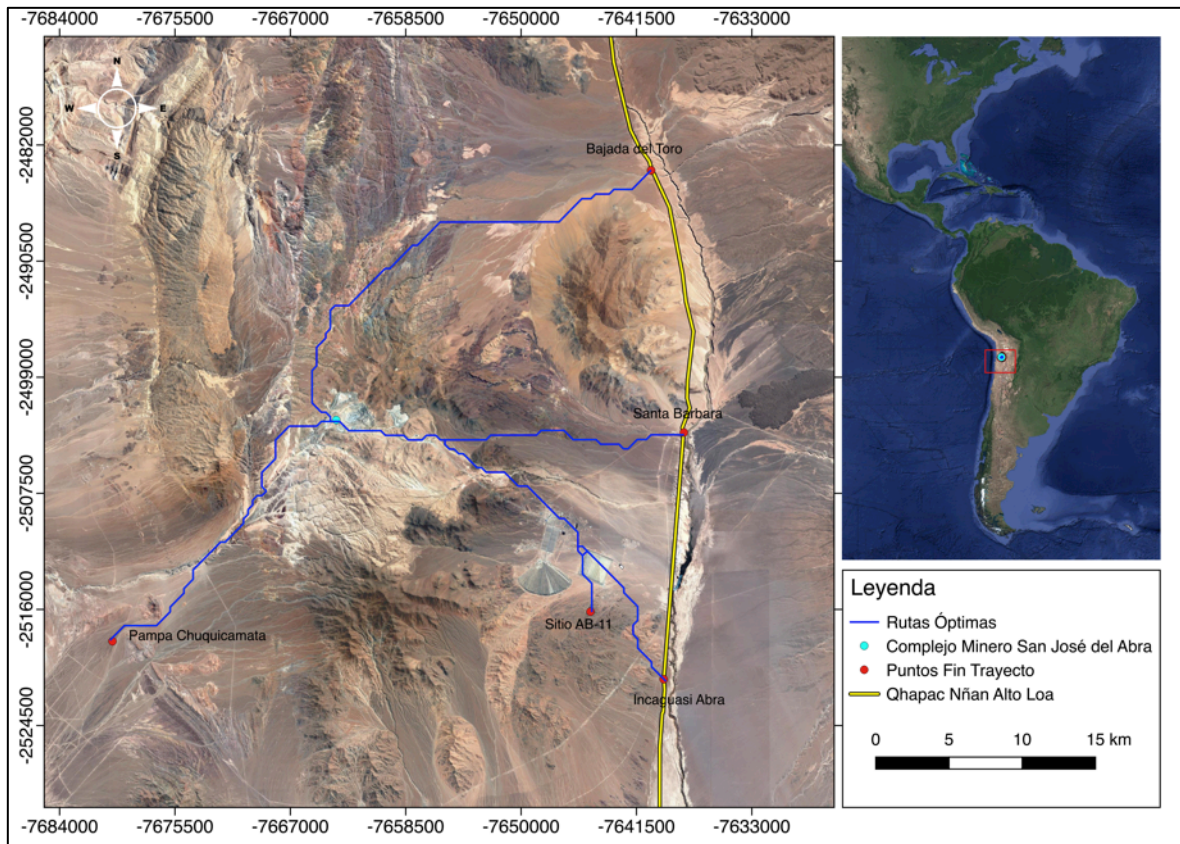 -7684000 -7675500 -7667000 -7658500 -7650000 -7641500 -7633000
N
W E
S
-2482000
-2490500
-2499000
-2507500
-2516000
-2524500
Bajada del Toro
Santa Barbara
Sitio AB-11
Pampa Chuquicamata
Incaguasi Abra
-7684000 -7675500 -7667000 -7658500 -7650000 -7641500 -7633000
Leyenda
Rutas Óptimas
Complejo Minero San José del Abra
Puntos Fin Trayecto
Qhapac Nñan Alto Loa
0 5 10 15 km